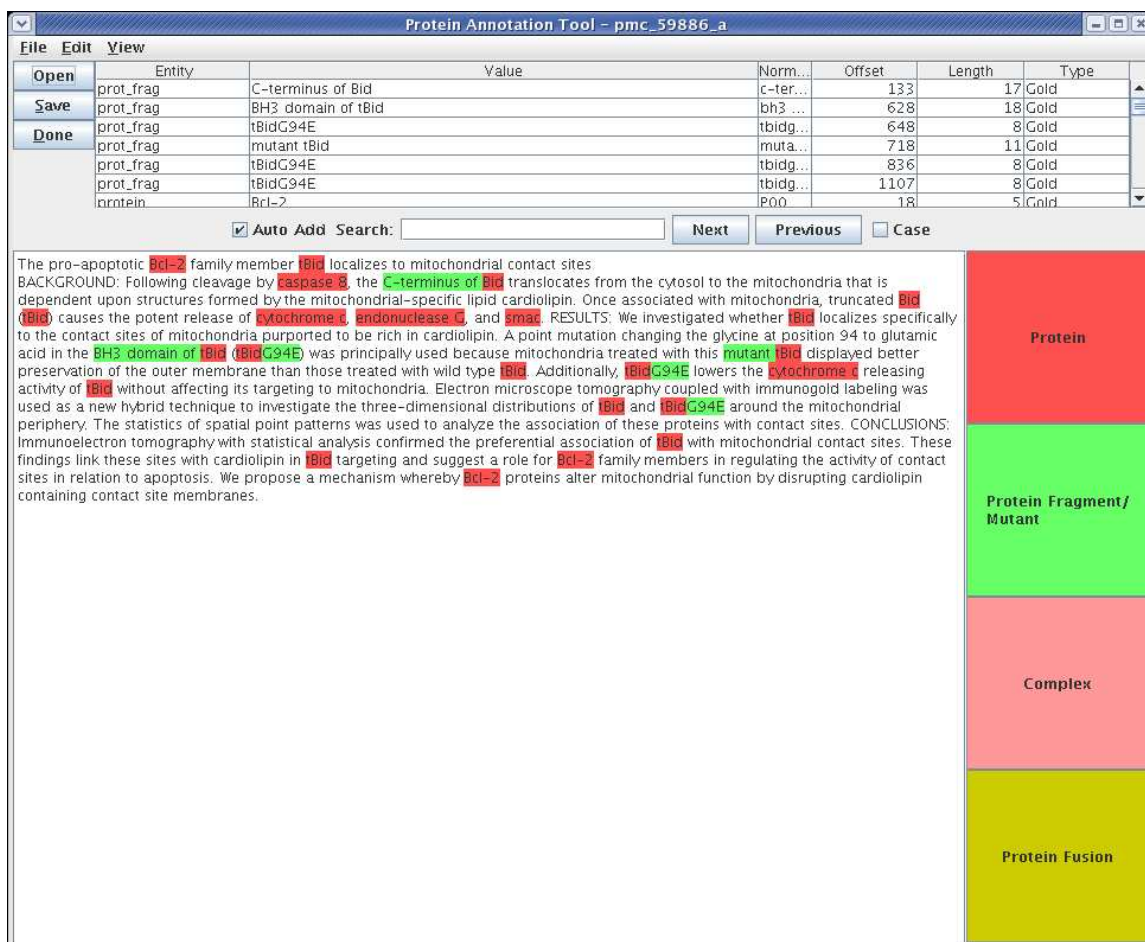 Protein Annotation Tool - pmc_59886_a
File Edit View
Open
Save
Done
Entity Value Norm... Offset Length Type
prot_frag C-terminus of Bid c-ter... 133 17 Gold
prot_frag BH3 domain of tBid bh3 ... 628 18 Gold
prot_frag tBidG94E tbidg... 648 8 Gold
prot_frag mutant tBid muta... 718 11 Gold
prot_frag tBidG94E tbidg... 836 8 Gold
prot_frag tBidG94E tbidg... 1107 8 Gold
protein Bcl-2 P00... 18 5 Gold
Auto Add Search: Next Previous Case
The pro-apoptotic Bcl-2 family member tBid localizes to mitochondrial contact sites
BACKGROUND: Following cleavage by caspase 8, the C-terminus of Bid translocates from the cytosol to the mitochondria that is
dependent upon structures formed by the mitochondrial-specific lipid cardiolipin. Once associated with mitochondria, truncated Bid
(tBid) causes the potent release of cytochrome c, endonuclease G, and smac. RESULTS: We investigated whether tBid localizes specifically
to the contact sites of mitochondria purported to be rich in cardiolipin. A point mutation changing the glycine at position 94 to glutamic
acid in the BH3 domain of tBid (tBidG94E) was principally used because mitochondria treated with this mutant tBid displayed better
preservation of the outer membrane than those treated with wild type tBid. Additionally, tBidG94E lowers the cytochrome c releasing
activity of tBid without affecting its targeting to mitochondria. Electron microscope tomography coupled with immunogold labeling was
used as a new hybrid technique to investigate the three-dimensional distributions of tBid and tBidG94E around the mitochondrial
periphery. The statistics of spatial point patterns was used to analyze the association of these proteins with contact sites. CONCLUSIONS:
Immunoelectron tomography with statistical analysis confirmed the preferential association of tBid with mitochondrial contact sites. These
findings link these sites with cardiolipin in tBid targeting and suggest a role for Bcl-2 family members in regulating the activity of contact
sites in relation to apoptosis. We propose a mechanism whereby Bcl-2 proteins alter mitochondrial function by disrupting cardiolipin
containing contact site membranes.
Protein
Protein Fragment/
Mutant
Complex
Protein Fusion